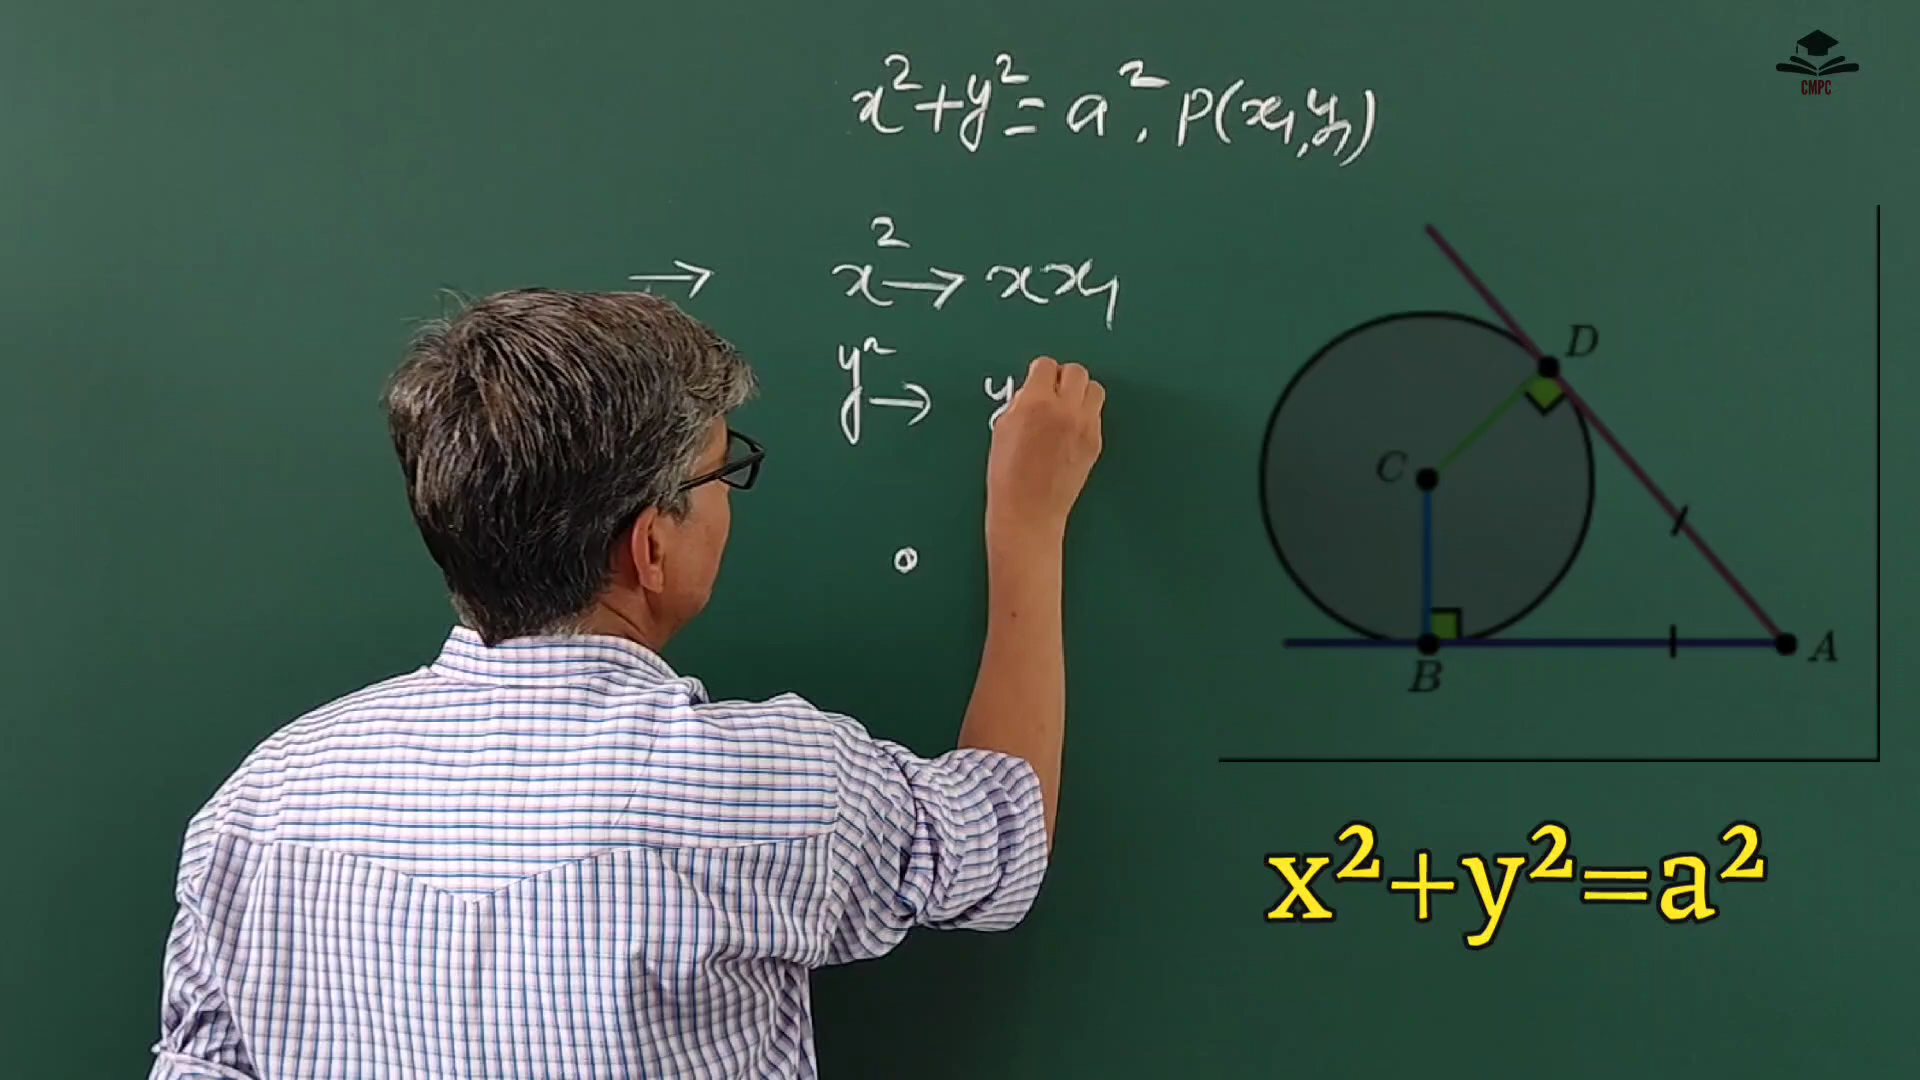 x²+y²=a², P(x₁,y₁)
→ x²→ xx₁
y²→ y
D
C
B
A
x²+y²=a²
CMPC